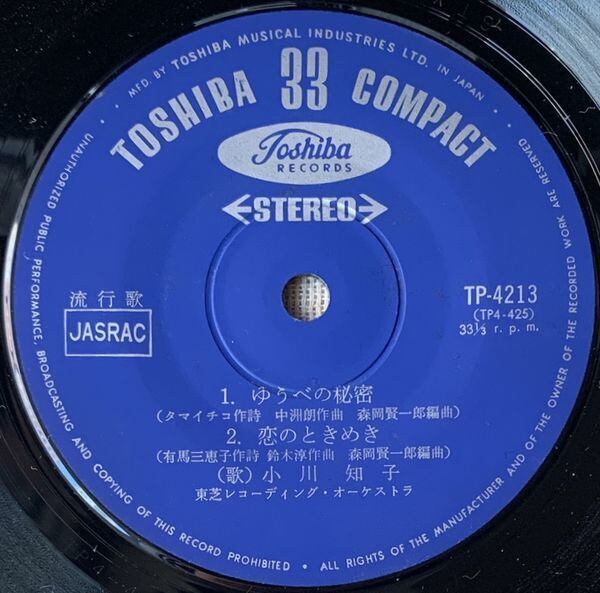 MFD. BY TOSHIBA MUSICAL INDUSTRIES LTD. IN JAPAN
TOSHIBA 33 COMPACT
Toshiba
RECORDS
STEREO
流行歌
JASRAC
TP-4213
(TP4-425)
33⅓ r. p. m.
1. ゆうべの秘密
(タマイチコ作詩 中洲朗作曲 森岡賢一郎編曲)
2. 恋のときめき
(有馬三恵子作詩 鈴木淳作曲 森岡賢一郎編曲)
(歌) 小川知子
東芝レコーディング・オーケストラ
UNAUTHORIZED PUBLIC PERFORMANCE, BROADCASTING AND COPYING OF THIS RECORD PROHIBITED • ALL RIGHTS OF THE MANUFACTURER AND OF THE OWNER OF THE RECORDED WORK ARE RESERVED